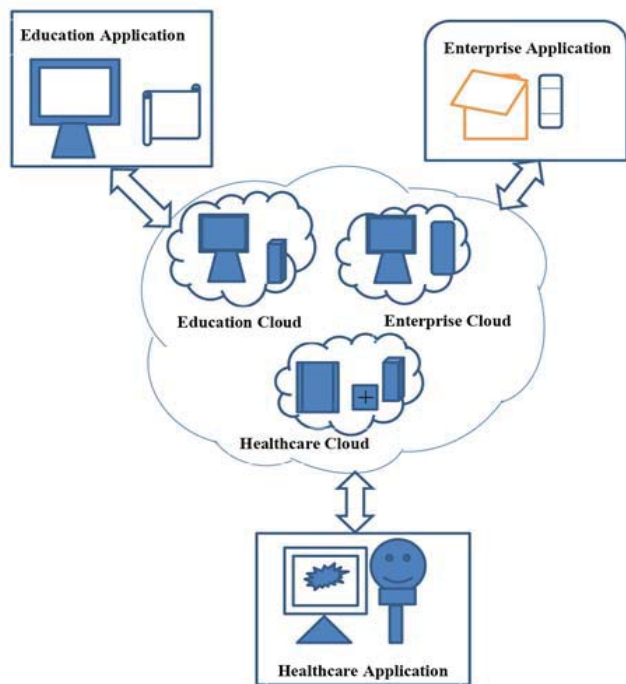 Education Application
Enterprise Application
Education Cloud
Enterprise Cloud
Healthcare Cloud
Healthcare Application